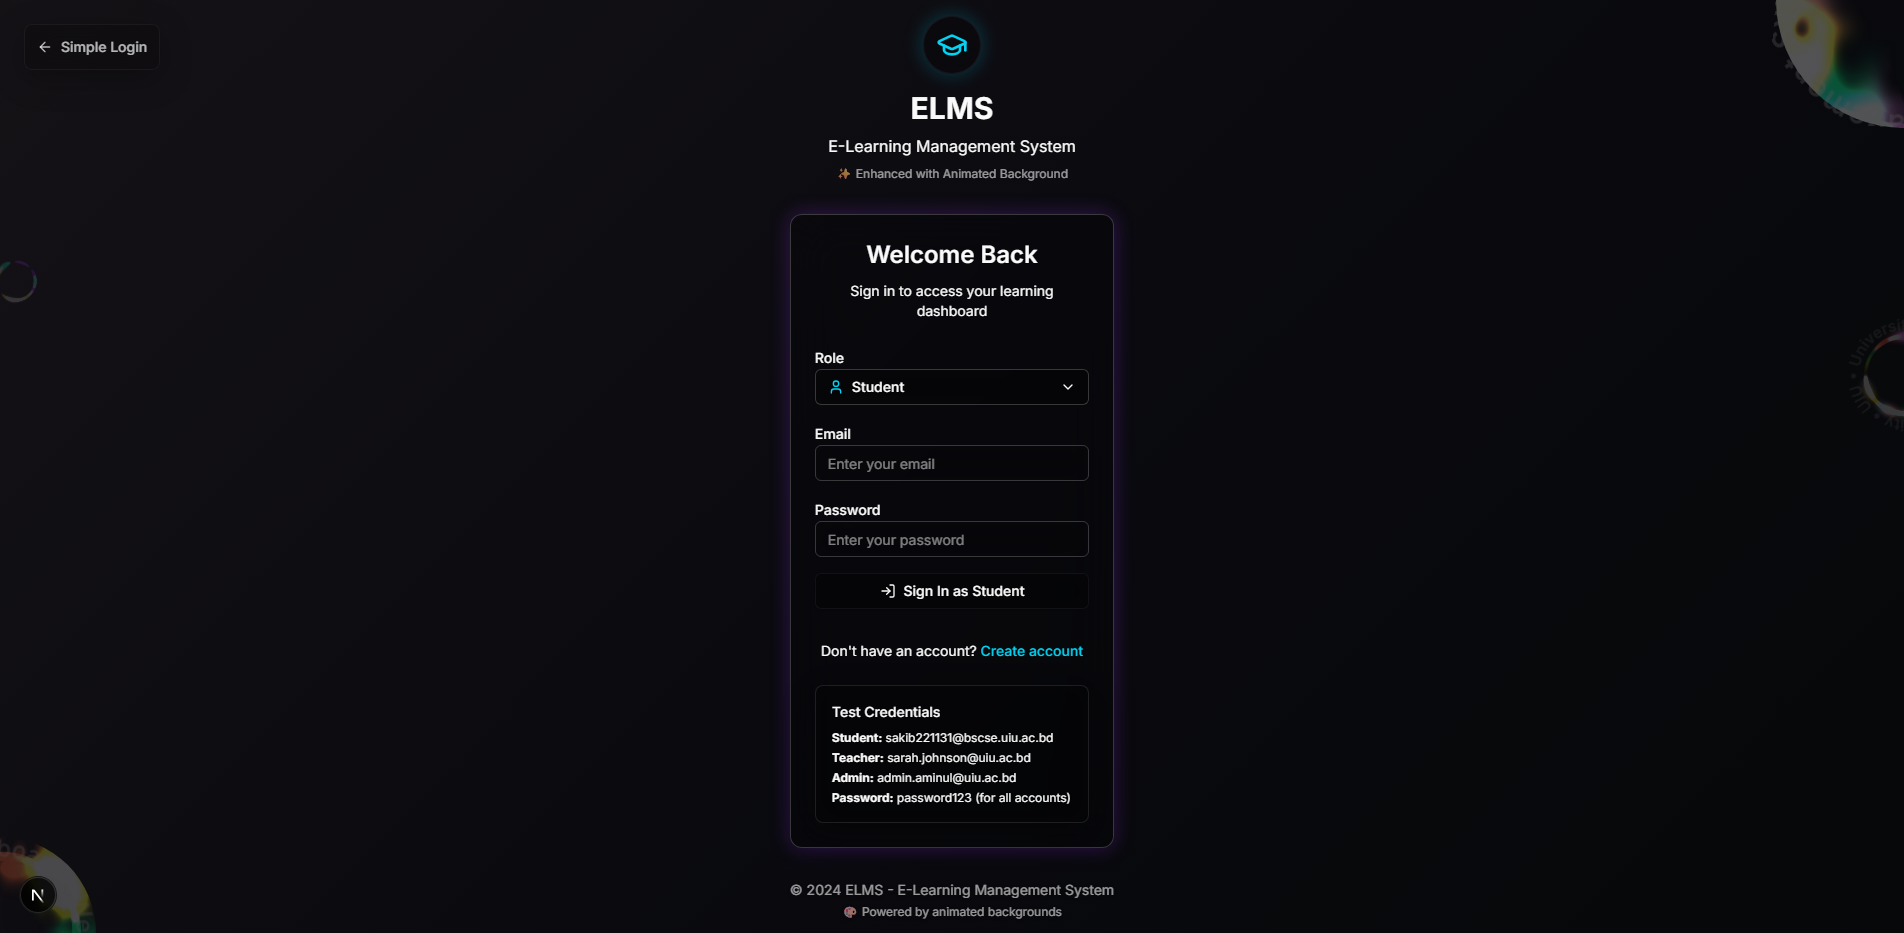 Simple Login
ELMS
E-Learning Management System
✨ Enhanced with Animated Background
Welcome Back
Sign in to access your learning
dashboard
Role
Student
Email
Enter your email
Password
Enter your password
Sign In as Student
Don't have an account? Create account
Test Credentials
Student: sakib221131@bscse.uiu.ac.bd
Teacher: sarah.johnson@uiu.ac.bd
Admin: admin.aminul@uiu.ac.bd
Password: password123 (for all accounts)
© 2024 ELMS - E-Learning Management System
🎨 Powered by animated backgrounds
N
UIU